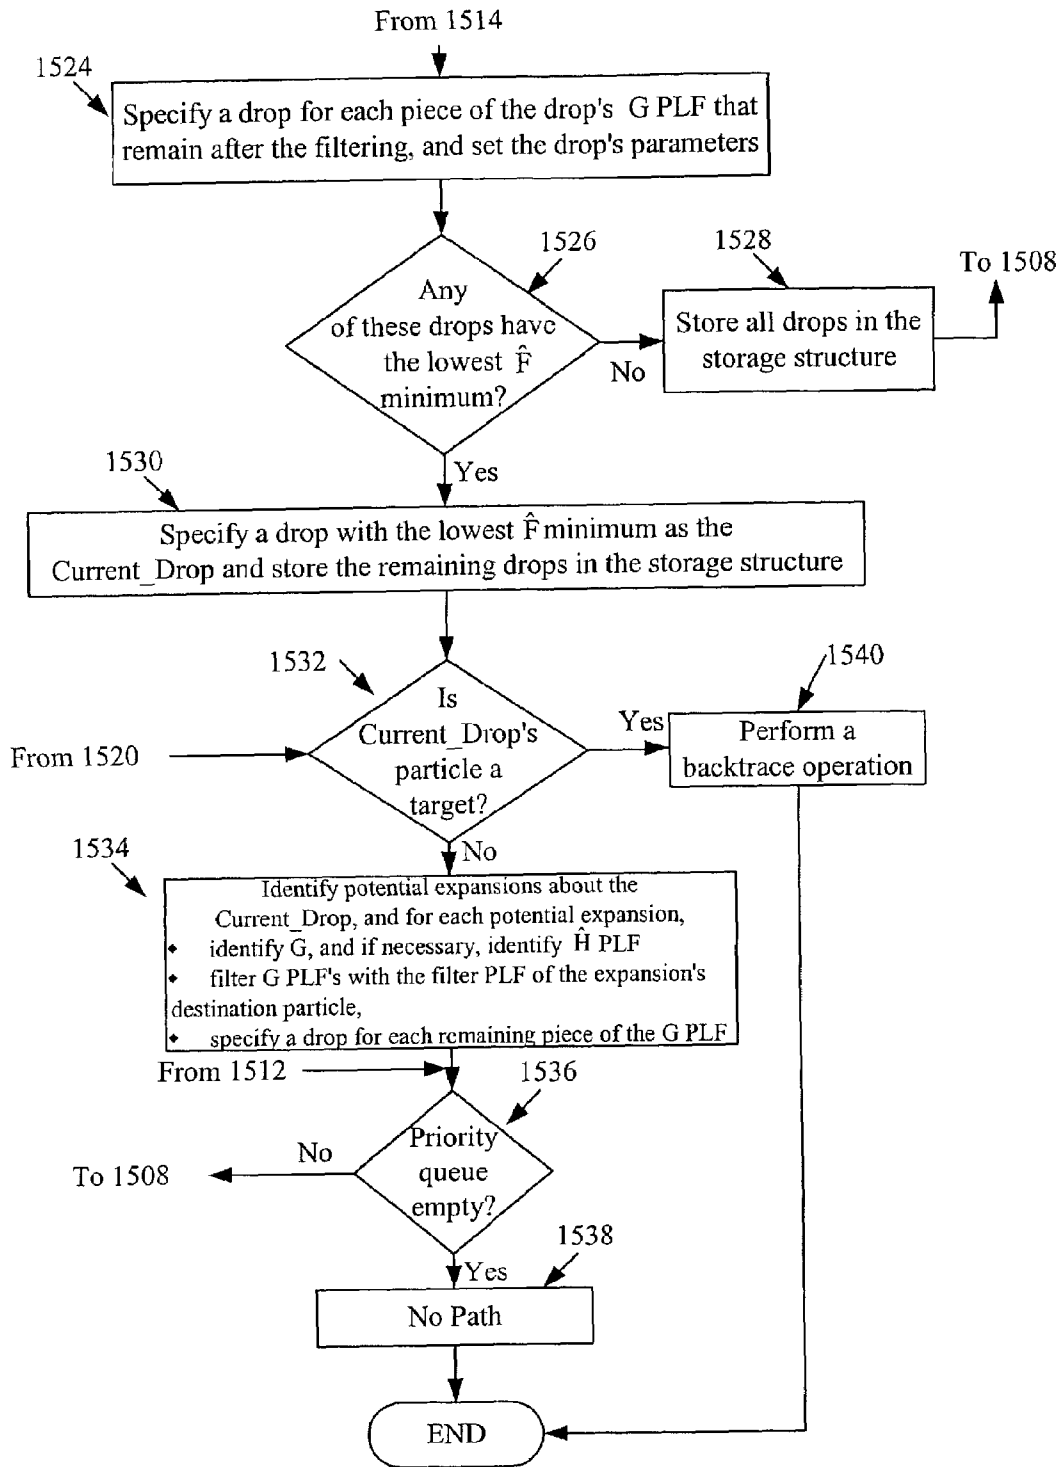 From 1514
1524
Specify a drop for each piece of the drop's G PLF that
remain after the filtering, and set the drop's parameters
1526
1528
To 1508
Any
of these drops have
the lowest F̂
minimum?
No
Store all drops in the
storage structure
Yes
1530
Specify a drop with the lowest F̂ minimum as the
Current_Drop and store the remaining drops in the storage structure
1532
1540
Is
Current_Drop's
particle a
target?
From 1520
Yes
Perform a
backtrace operation
No
1534
Identify potential expansions about the
Current_Drop, and for each potential expansion,
◆ identify G, and if necessary, identify Ĥ PLF
◆ filter G PLF's with the filter PLF of the expansion's
destination particle,
◆ specify a drop for each remaining piece of the G PLF
From 1512
1536
Priority
queue
empty?
No
To 1508
Yes
1538
No Path
END